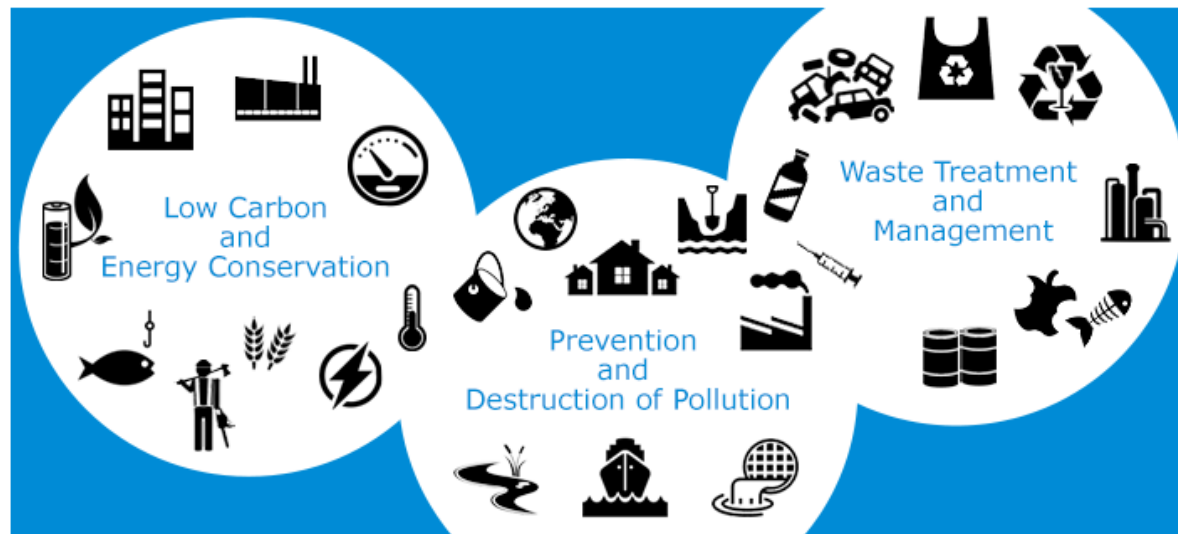 Low Carbon
and
Energy Conservation
Prevention
and
Destruction of Pollution
Waste Treatment
and
Management